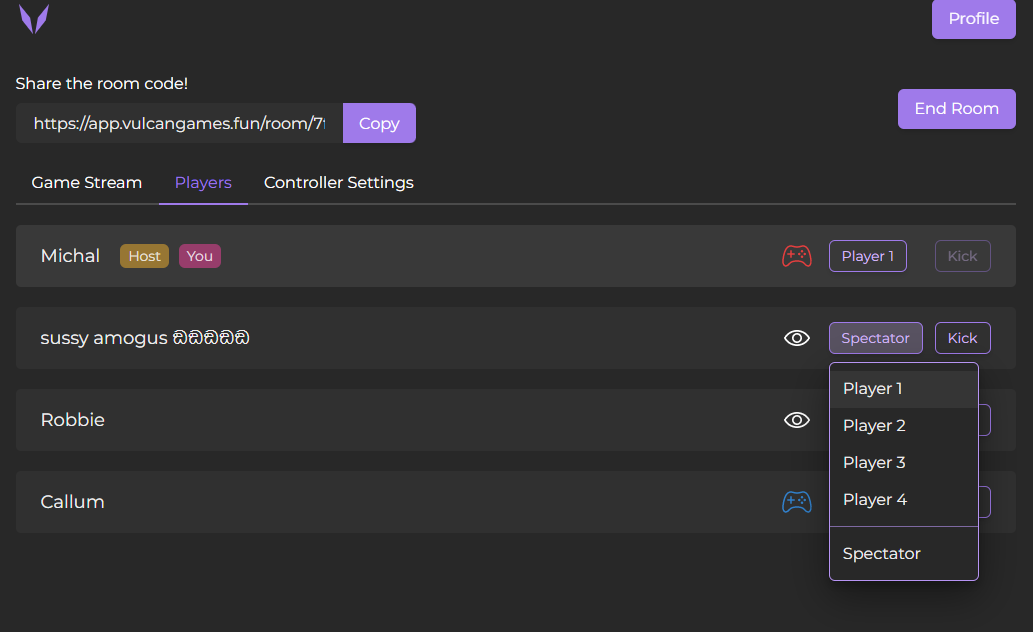 Profile
Share the room code!
https://app.vulcangames.fun/room/7
Copy
End Room
Game Stream Players Controller Settings
Michal Host You Player 1 Kick
sussy amogus ඞඞඞඞඞ Spectator Kick
Player 1
Robbie
Player 2
Player 3
Callum
Player 4
Spectator